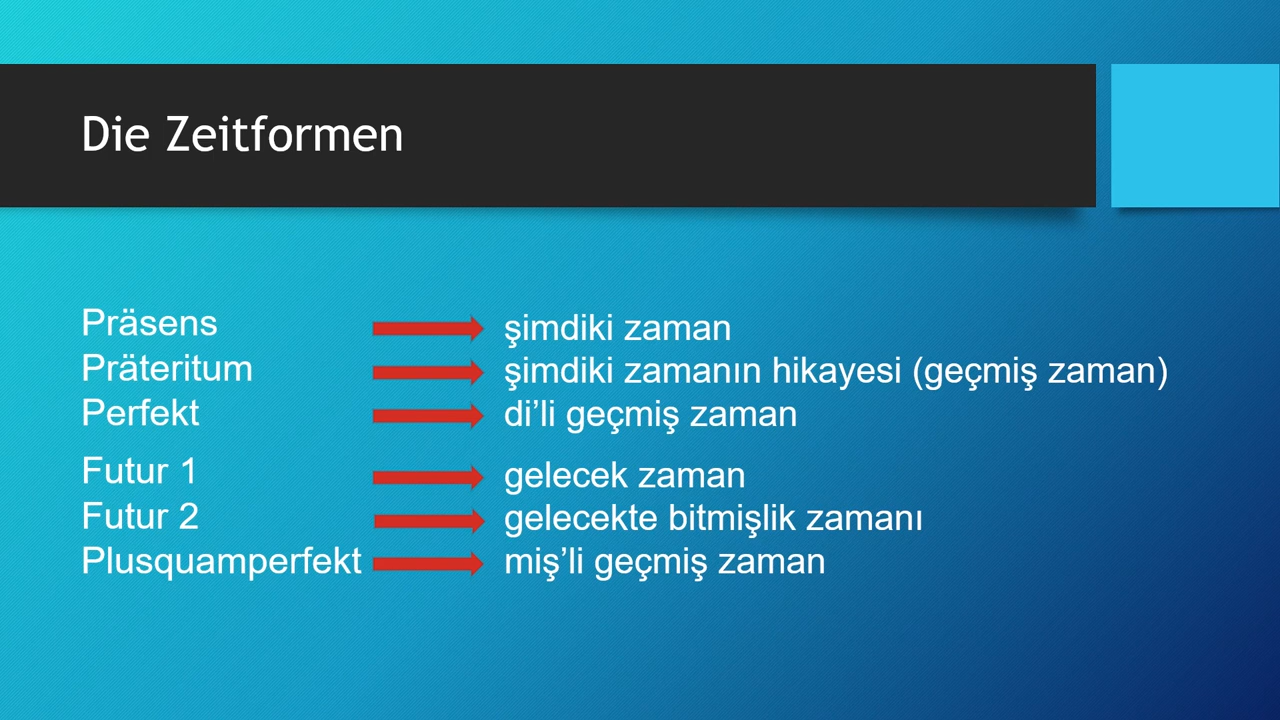 Die Zeitformen
Präsens şimdiki zaman
Präteritum şimdiki zamanın hikayesi (geçmiş zaman)
Perfekt di’li geçmiş zaman
Futur 1 gelecek zaman
Futur 2 gelecekte bitmişlik zamanı
Plusquamperfekt miş’li geçmiş zaman